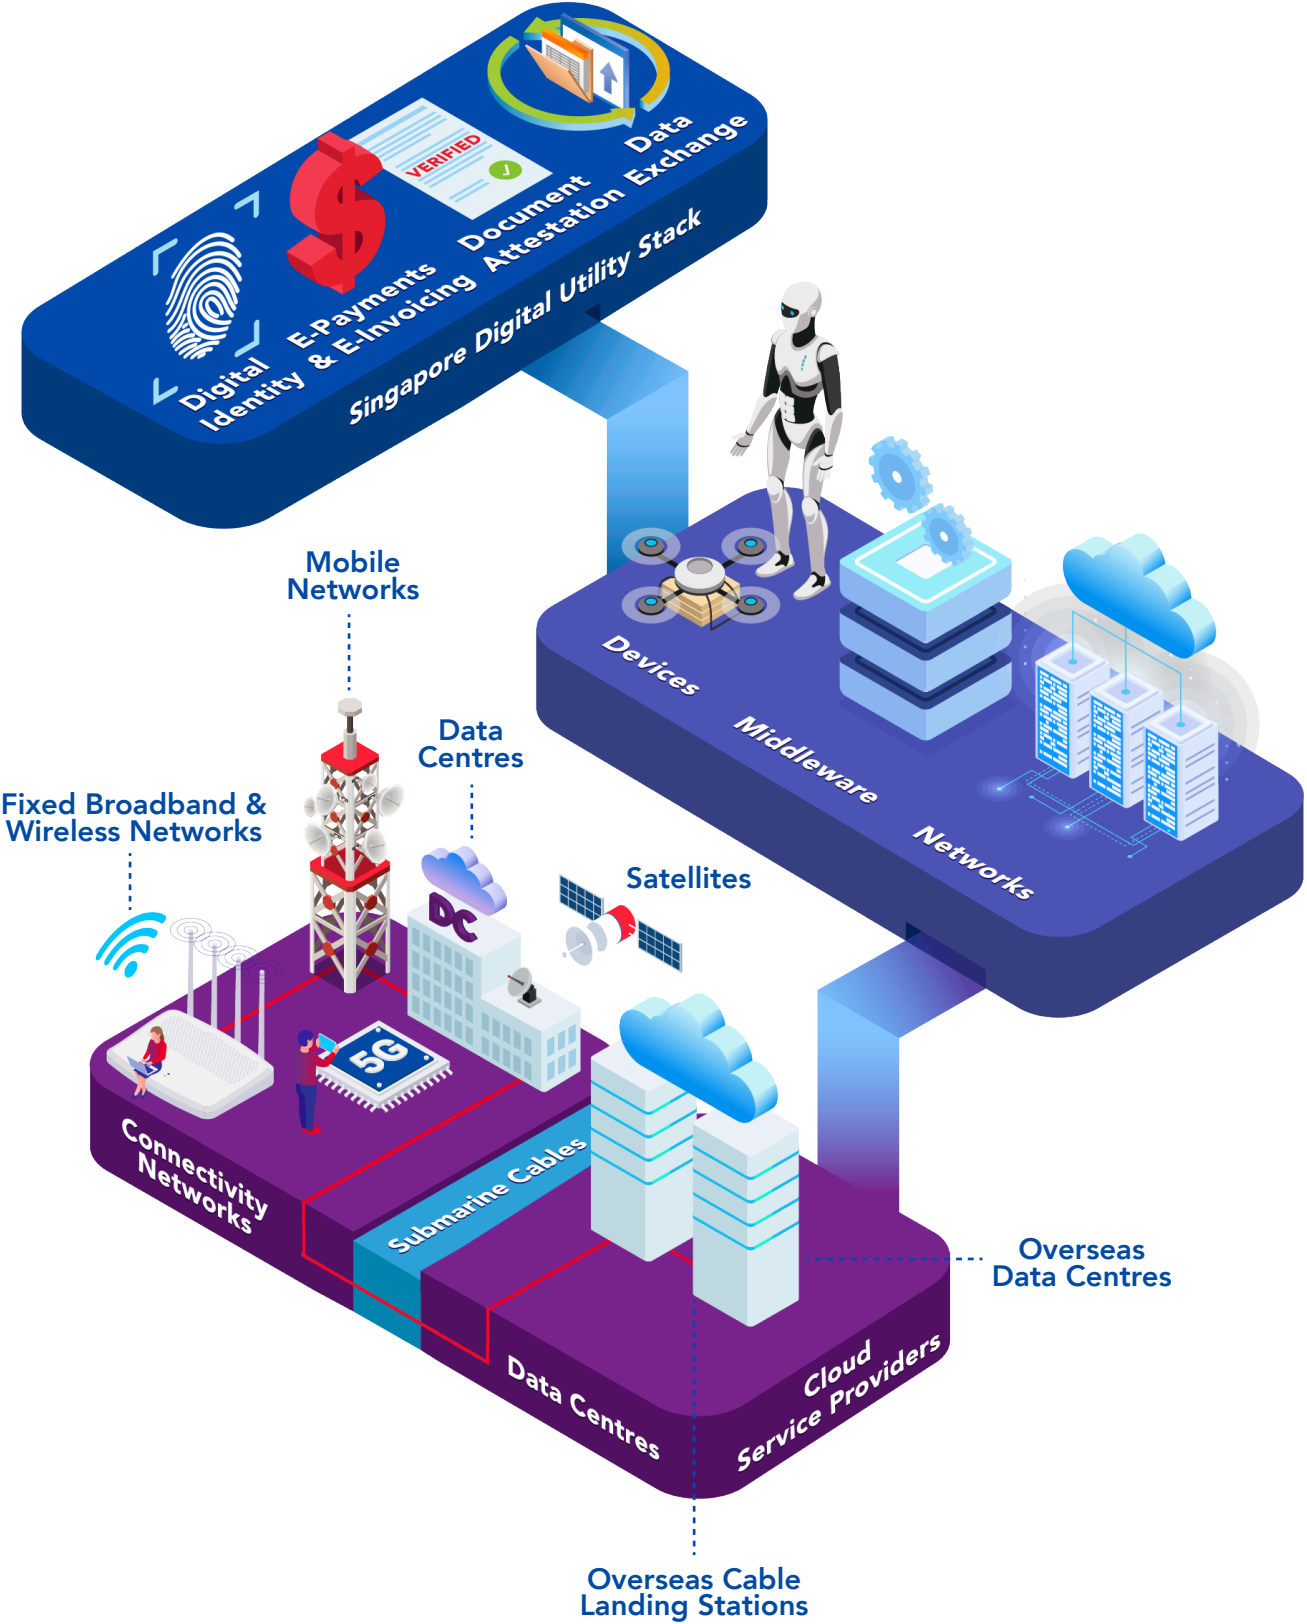 Data
Exchange
VERIFIED
Document
Attestation
$
E-Payments
& E-Invoicing
Digital
Identity
Singapore Digital Utility Stack
Devices
Middleware
Networks
Mobile
Networks
Data
Centres
Fixed Broadband &
Wireless Networks
Satellites
DC
5G
Connectivity
Networks
Submarine Cables
Data Centres
Cloud
Service Providers
Overseas
Data Centres
Overseas Cable
Landing Stations